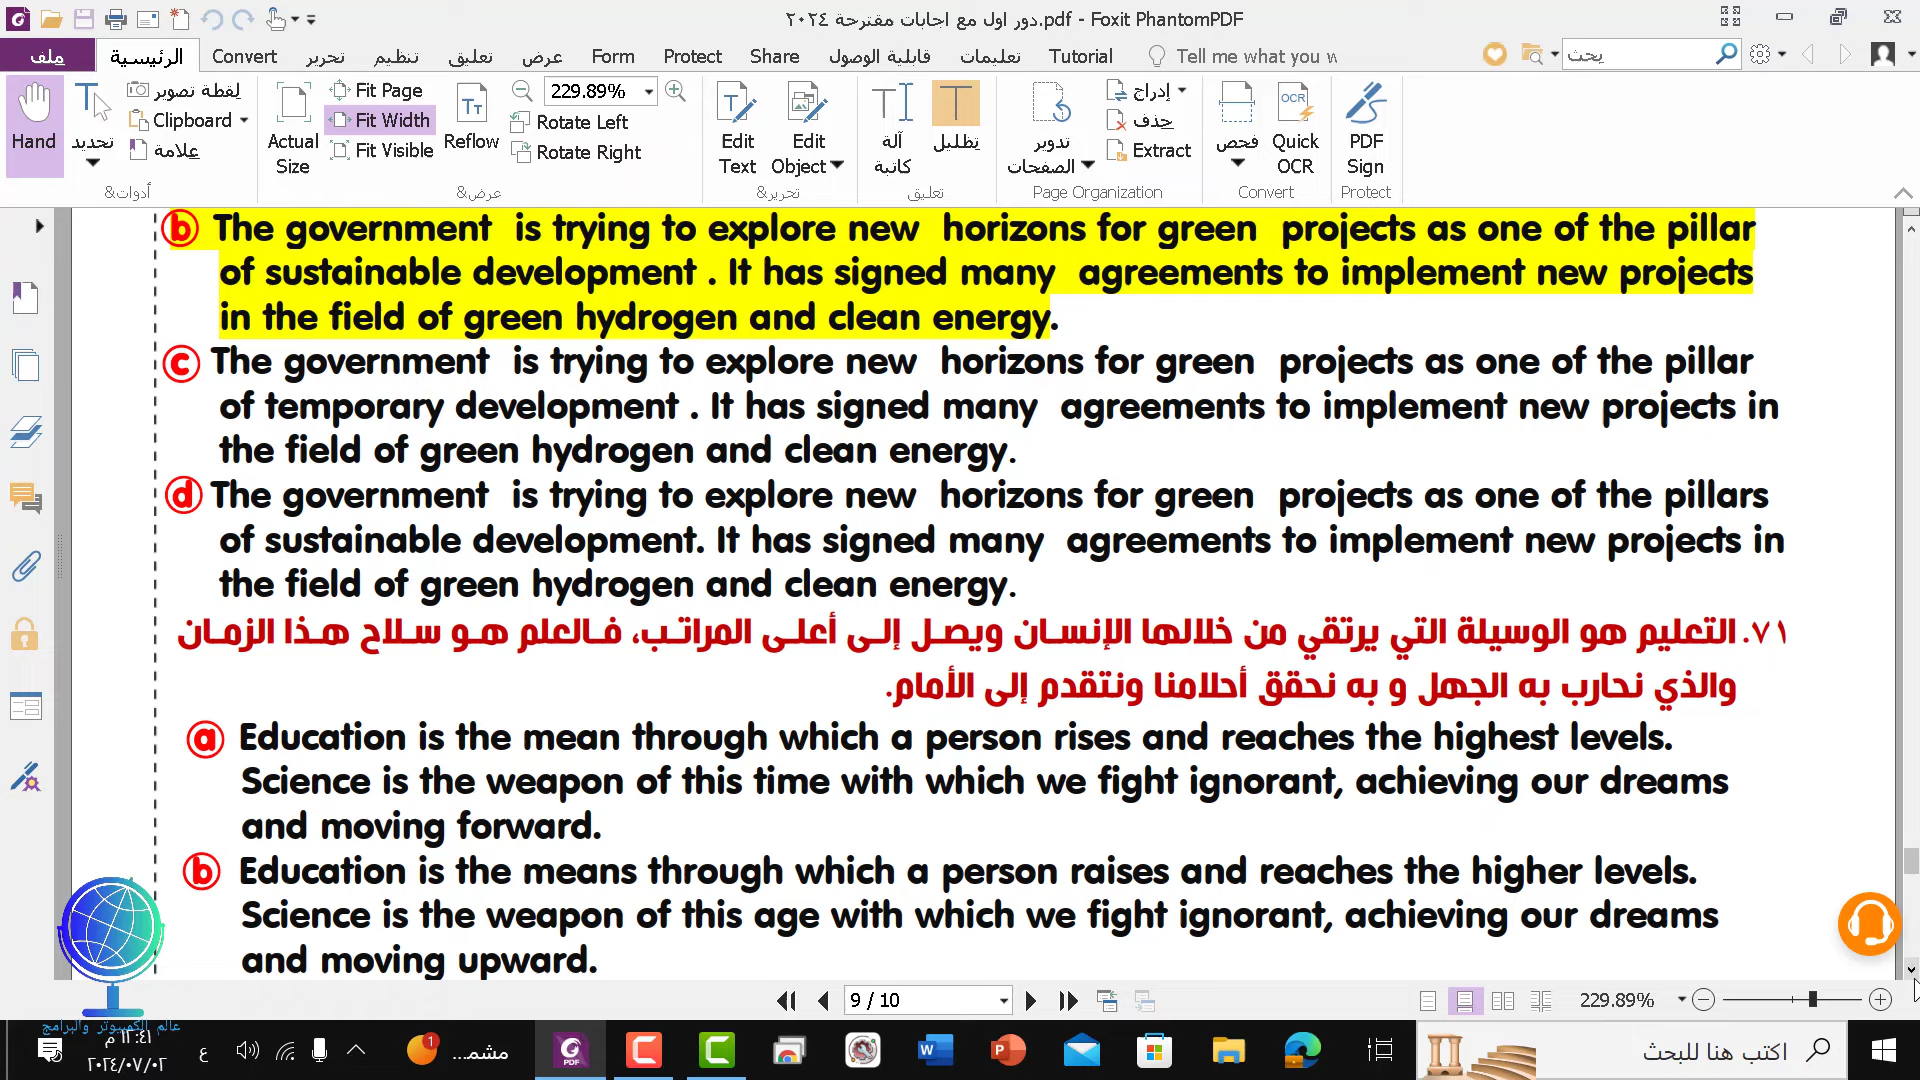 دور اول مع اجابات مفترحة ٢٠٢٤.pdf - Foxit PhantomPDF
ملف الرئيسية Convert تحرير تنظيم تعليق عرض Form Protect Share قابلية الوصول تعليمات Tutorial Tell me what you w يحث
Hand تحديد لقطة تصوير Clipboard علامة
أدوات&
Actual Size Fit Page Fit Width Fit Visible Reflow 229.89% Rotate Left Rotate Right
عرض&
Edit Text Edit Object
تحرير&
آلة كاتبة تظليل
تعليق
تدوير الصفحات إدراج حذف Extract
Page Organization
فحص Quick OCR
Convert
PDF Sign
Protect
b The government is trying to explore new horizons for green projects as one of the pillar
of sustainable development . It has signed many agreements to implement new projects
in the field of green hydrogen and clean energy.
c The government is trying to explore new horizons for green projects as one of the pillar
of temporary development . It has signed many agreements to implement new projects in
the field of green hydrogen and clean energy.
d The government is trying to explore new horizons for green projects as one of the pillars
of sustainable development. It has signed many agreements to implement new projects in
the field of green hydrogen and clean energy.
٧١. التعليم هو الوسيلة التي يرتقي من خلالها الإنسان ويصل إلى أعلى المراتب، فالعلم هو سلاح هذا الزمان
والذي نحارب به الجهل و به نحقق أحلامنا ونتقدم إلى الأمام.
a Education is the mean through which a person rises and reaches the highest levels.
Science is the weapon of this time with which we fight ignorant, achieving our dreams
and moving forward.
b Education is the means through which a person raises and reaches the higher levels.
Science is the weapon of this age with which we fight ignorant, achieving our dreams
and moving upward.
9 / 10
229.89%
عالم الكمبيوتر والبرامج
١٢:٤١ م
٢٠٢٤/٠٧/٠٢
ع
1
مشمـ...
PDF
اكتب هنا للبحث